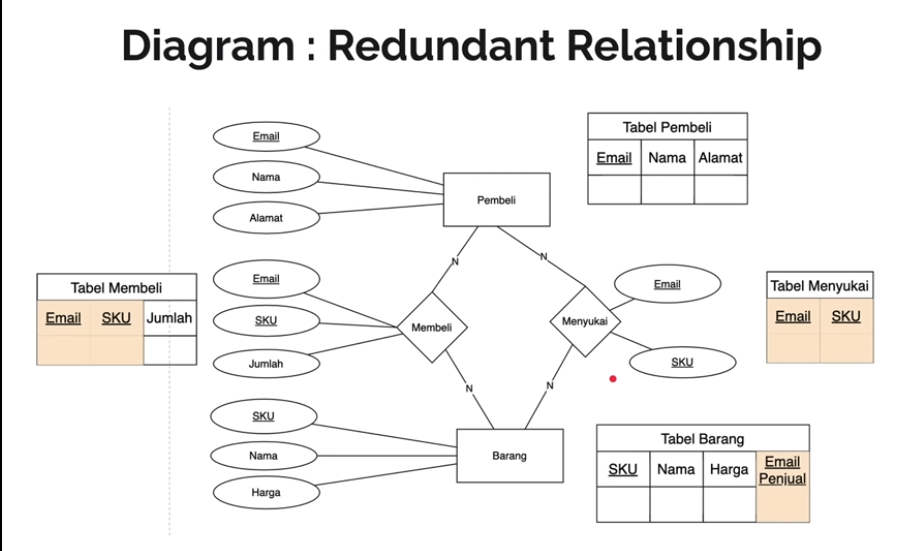 Diagram : Redundant Relationship
Email
Nama
Alamat
Pembeli
Tabel Pembeli
Email Nama Alamat
N
N
Tabel Membeli
Email SKU Jumlah
Email
SKU
Jumlah
Membeli
Menyukai
Email
SKU
Tabel Menyukai
Email SKU
N
N
SKU
Nama
Harga
Barang
Tabel Barang
SKU Nama Harga Email
Penjual